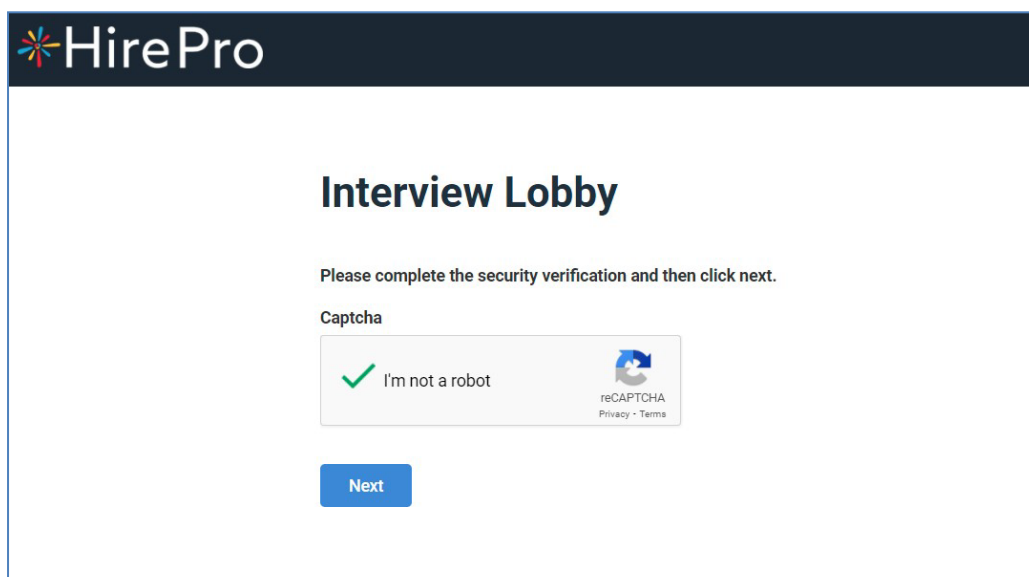 HirePro
Interview Lobby
Please complete the security verification and then click next.
Captcha
I'm not a robot
reCAPTCHA
Privacy - Terms
Next